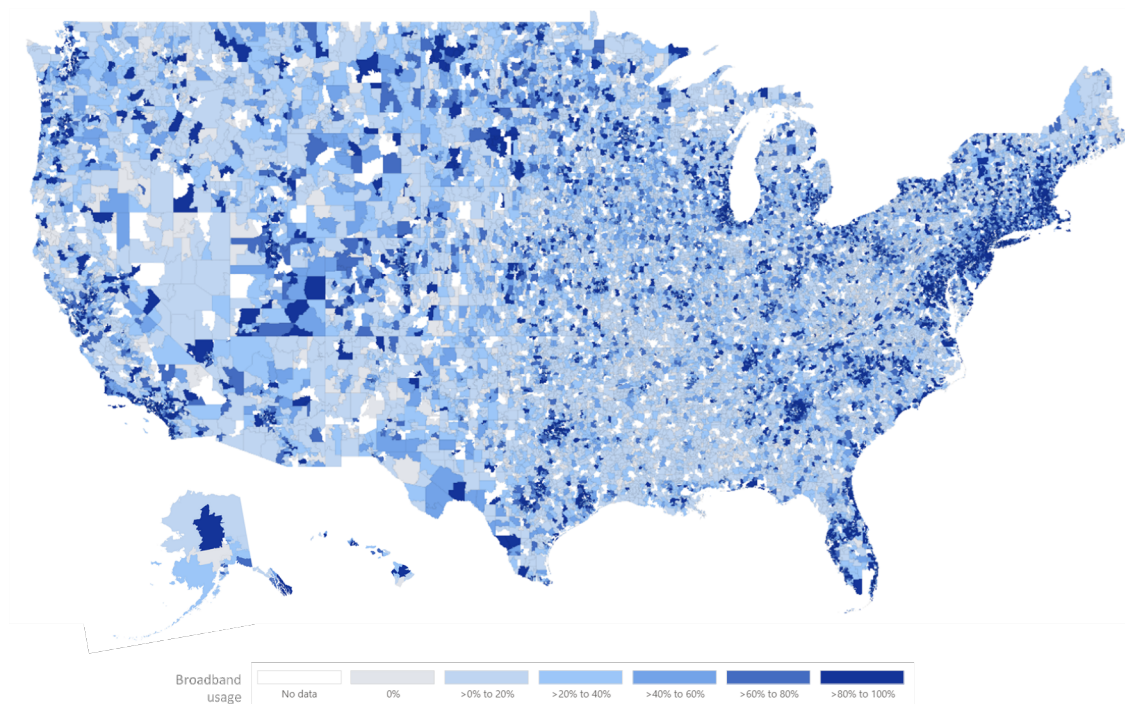 Broadband
usage
No data
0%
>0% to 20%
>20% to 40%
>40% to 60%
>60% to 80%
>80% to 100%